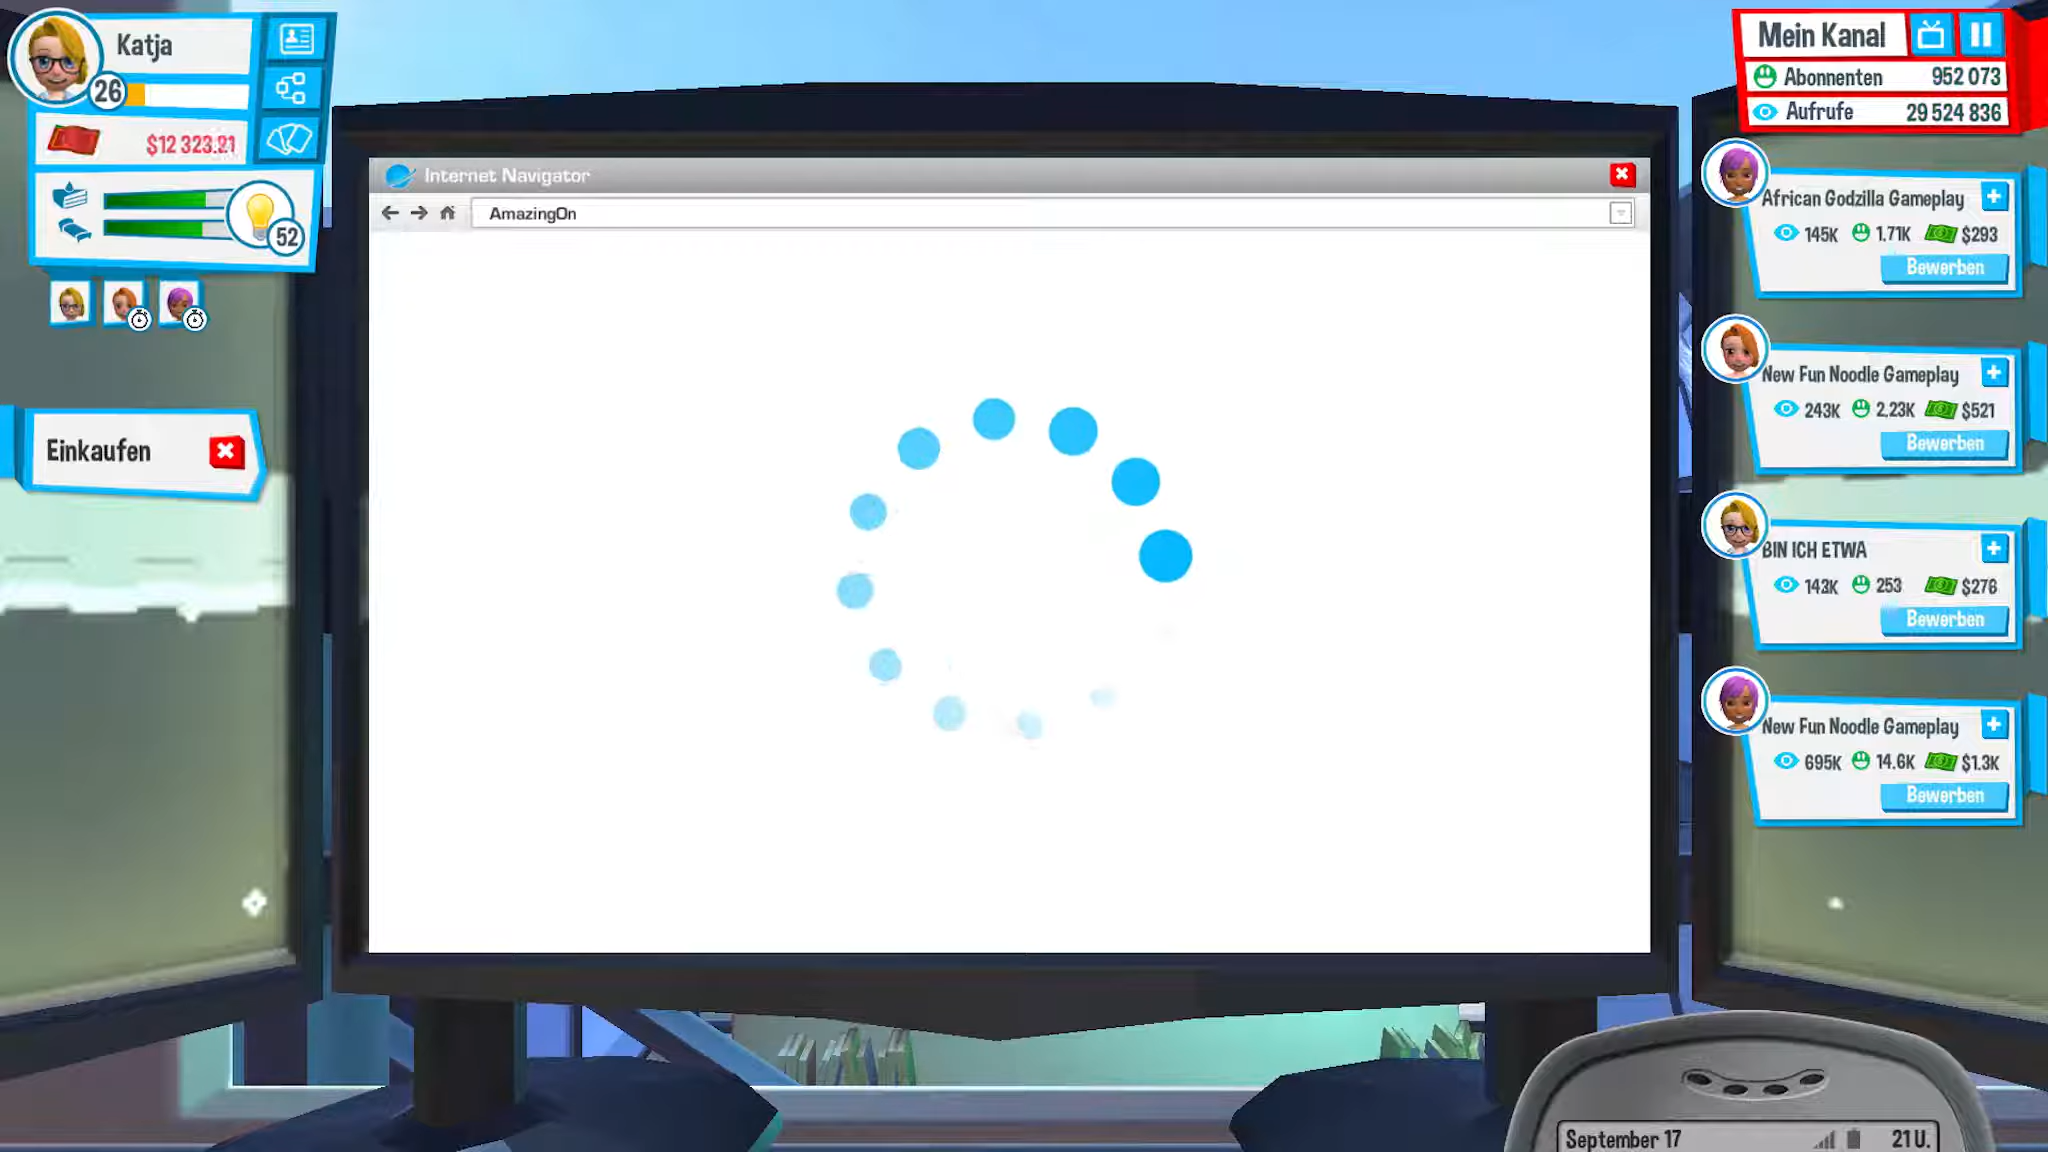 Katja
26
$12 323.21
52
Einkaufen
Internet Navigator
AmazingOn
Mein Kanal
Abonnenten 952 073
Aufrufe 29 524 836
African Godzilla Gameplay
145K 1.71K $293
Bewerben
New Fun Noodle Gameplay
243K 2.23K $521
Bewerben
BIN ICH ETWA
143K 253 $276
Bewerben
New Fun Noodle Gameplay
695K 14.6K $1.3K
Bewerben
September 17 21 U.